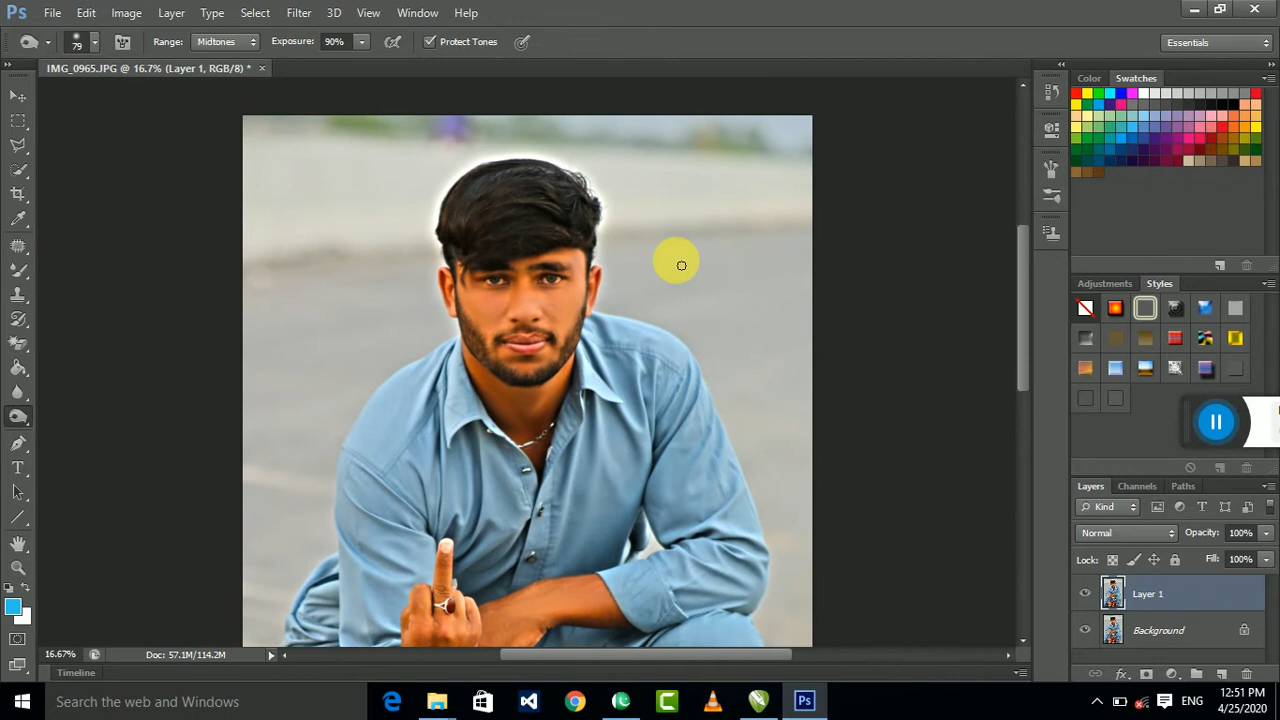 Ps File Edit Image Layer Type Select Filter 3D View Window Help
79 Range: Midtones Exposure: 90% Protect Tones Essentials
IMG_0965.JPG @ 16.7% (Layer 1, RGB/8) *
Color Swatches
Adjustments Styles
Layers Channels Paths
Kind
Normal Opacity: 100%
Lock: Fill: 100%
Layer 1
Background
16.67% Doc: 57.1M/114.2M
Timeline
Search the web and Windows
Ps
ENG
12:51 PM
4/25/2020